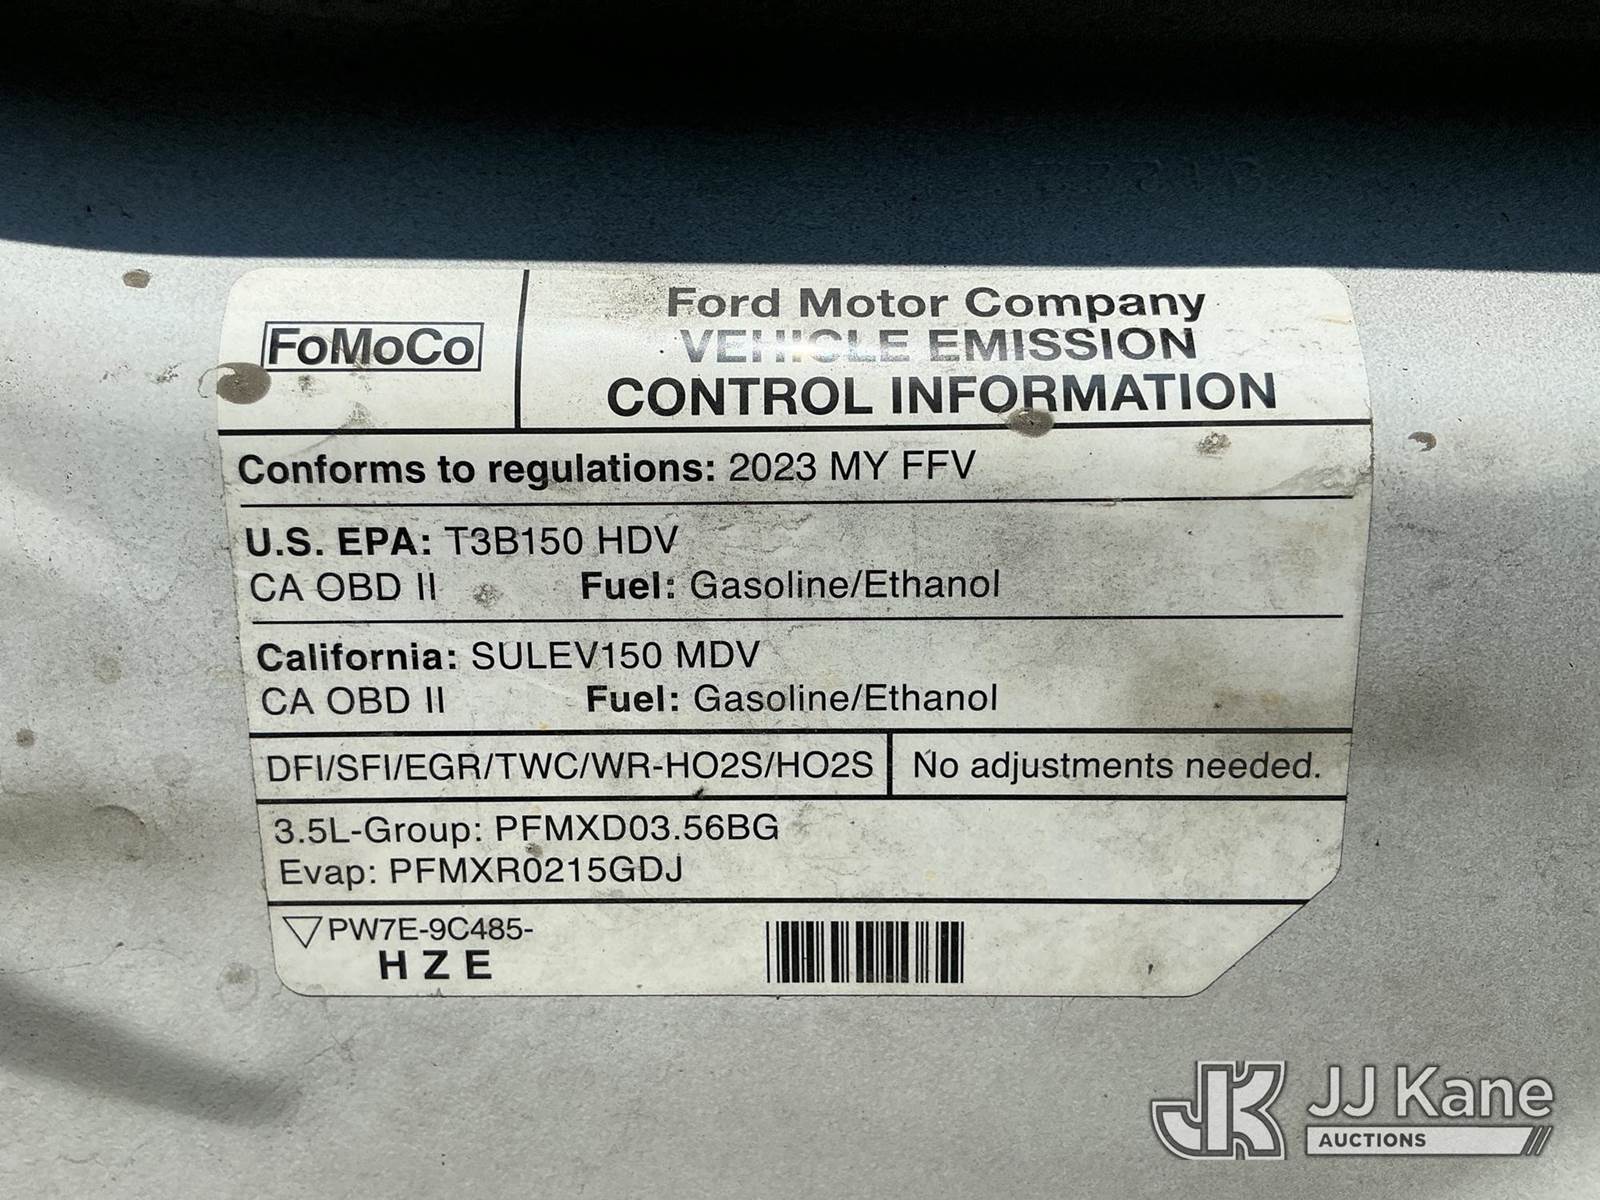 FoMoCo
Ford Motor Company
VEHICLE EMISSION
CONTROL INFORMATION
Conforms to regulations: 2023 MY FFV
U.S. EPA: T3B150 HDV
CA OBD II Fuel: Gasoline/Ethanol
California: SULEV150 MDV
CA OBD II Fuel: Gasoline/Ethanol
DFI/SFI/EGR/TWC/WR-HO2S/HO2S No adjustments needed.
3.5L-Group: PFMXD03.56BG
Evap: PFMXR0215GDJ
PW7E-9C485-
HZE
JK JJ Kane
AUCTIONS